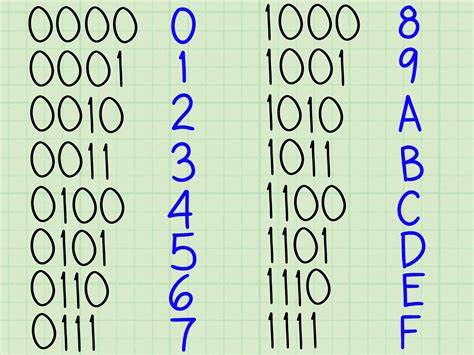 0000 0 1000 8
0001 1 1001 9
0010 2 1010 A
0011 3 1011 B
0100 4 1100 C
0101 5 1101 D
0110 6 1110 E
0111 7 1111 F